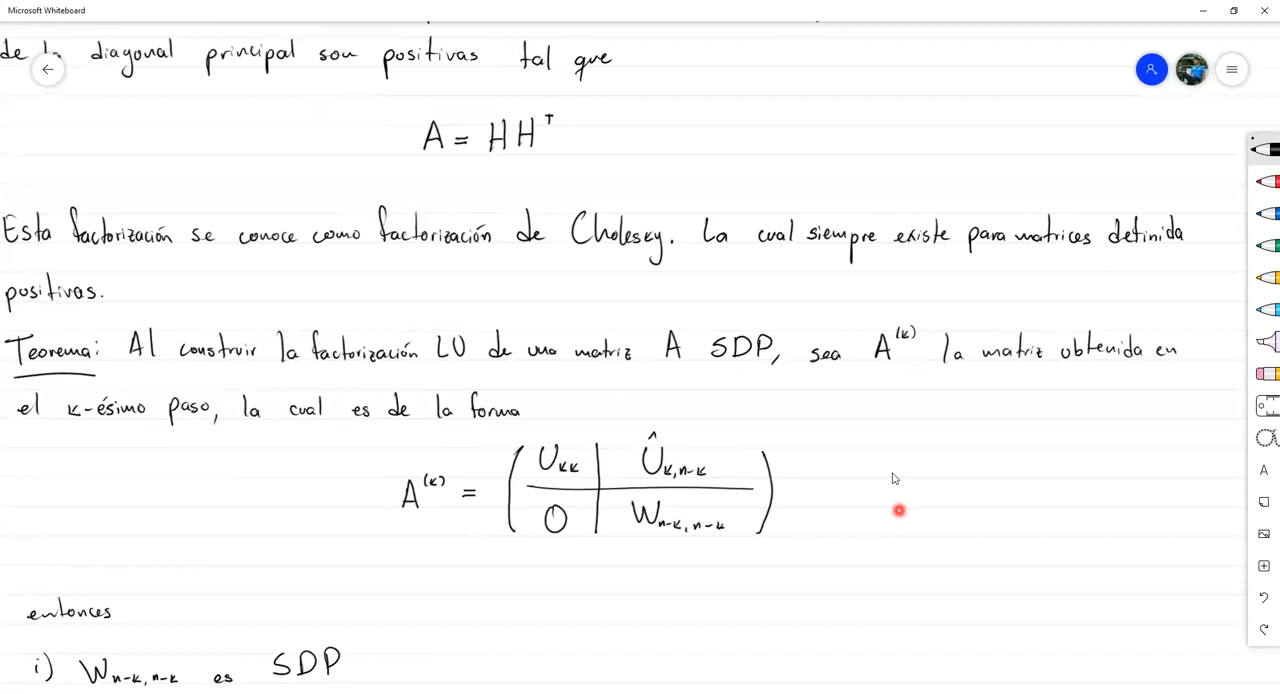 Microsoft Whiteboard
de la diagonal principal son positivas tal que
A = HH^T
Esta factorización se conoce como factorización de Cholesky. La cual siempre existe para matrices definida
positivas.
Teorema: Al construir la factorización LU de una matriz A SDP, sea A^(k) la matriz obtenida en
el k-ésimo paso, la cual es de la forma
A^(k) = ( U_kk | Û_k,n-k
0 | W_n-k,n-k )
entonces
i) W_n-k,n-k es SDP
A